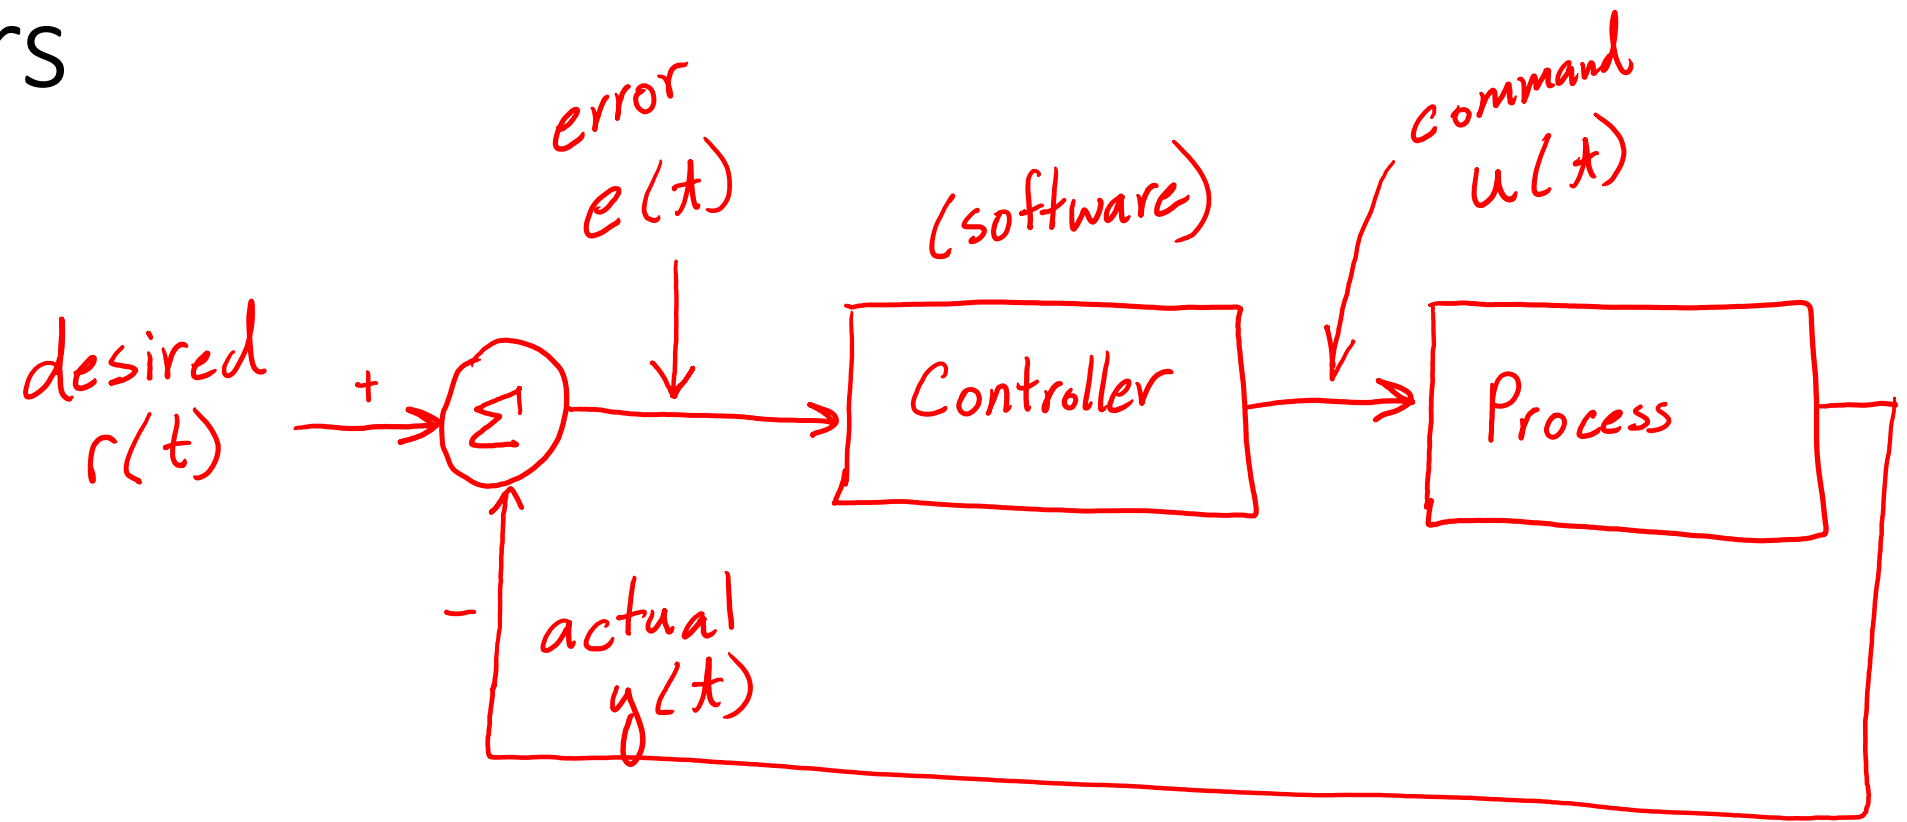 rs
error
e(t)
command
u(t)
(software)
desired
r(t)
+
Σ
Controller
Process
-
actual
y(t)